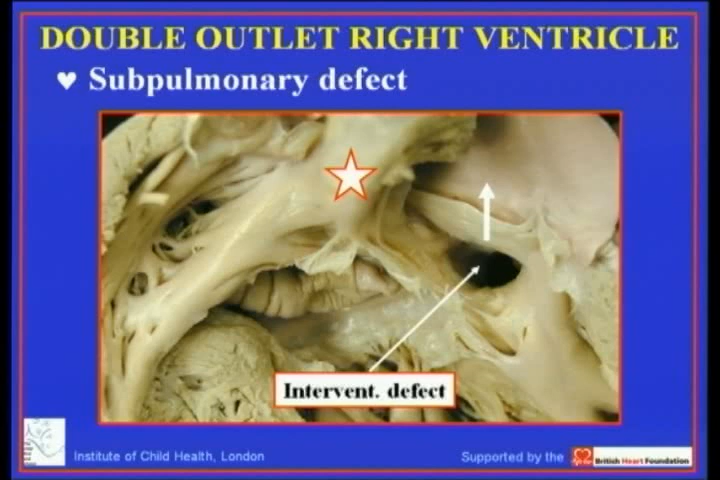 DOUBLE OUTLET RIGHT VENTRICLE
♥ Subpulmonary defect
Intervent. defect
Institute of Child Health, London
Supported by the
British Heart Foundation